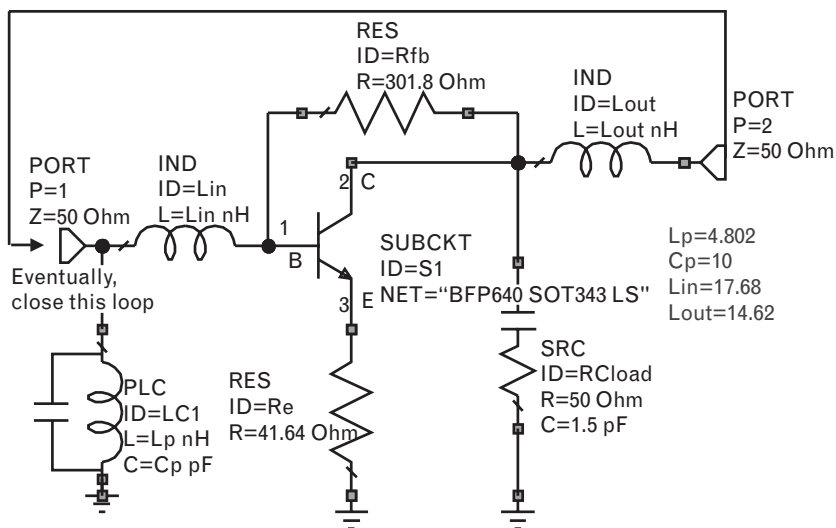 RES
ID=Rfb
R=301.8 Ohm
IND
ID=Lout
L=Lout nH
PORT
P=2
Z=50 Ohm
PORT
P=1
Z=50 Ohm
IND
ID=Lin
L=Lin nH
2
C
1
B
3
E
SUBCKT
ID=S1
NET=“BFP640 SOT343 LS”
Lp=4.802
Cp=10
Lin=17.68
Lout=14.62
Eventually,
close this loop
PLC
ID=LC1
L=Lp nH
C=Cp pF
RES
ID=Re
R=41.64 Ohm
SRC
ID=RCload
R=50 Ohm
C=1.5 pF